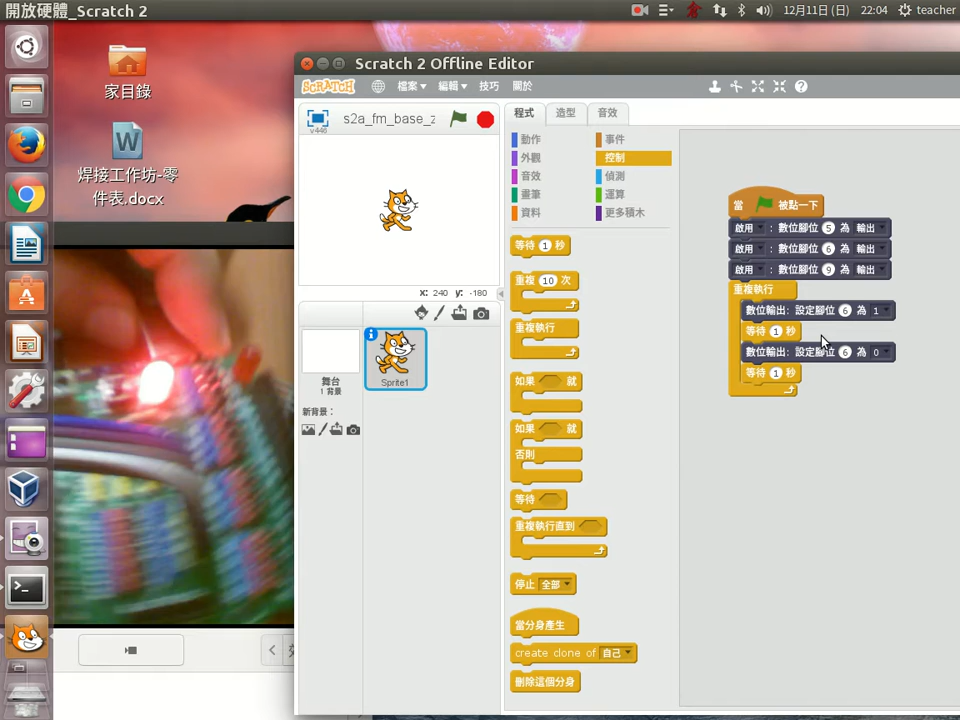 開放硬體_Scratch 2
12月11日 (日) 22:04 teacher
家目錄
焊接工作坊-零
件表.docx
Scratch 2 Offline Editor
SCRATCH 檔案 編輯 技巧 關於
v446 s2a_fm_base_2
x: 240 y: -180
舞台
1 背景
新背景：
Sprite1
程式 造型 音效
動作 事件
外觀 控制
音效 偵測
畫筆 運算
資料 更多積木
等待 1 秒
重複 10 次
重複執行
如果 就
如果 就
否則
等待
重複執行直到
停止 全部
當分身產生
create clone of 自己
刪除這個分身
當 被點一下
啟用 : 數位腳位 5 為 輸出
啟用 : 數位腳位 6 為 輸出
啟用 : 數位腳位 9 為 輸出
重複執行
數位輸出: 設定腳位 6 為 1
等待 1 秒
數位輸出: 設定腳位 6 為 0
等待 1 秒